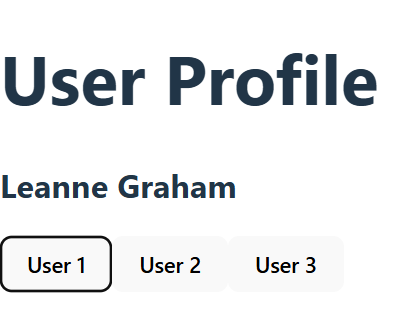 User Profile
Leanne Graham
User 1 User 2 User 3